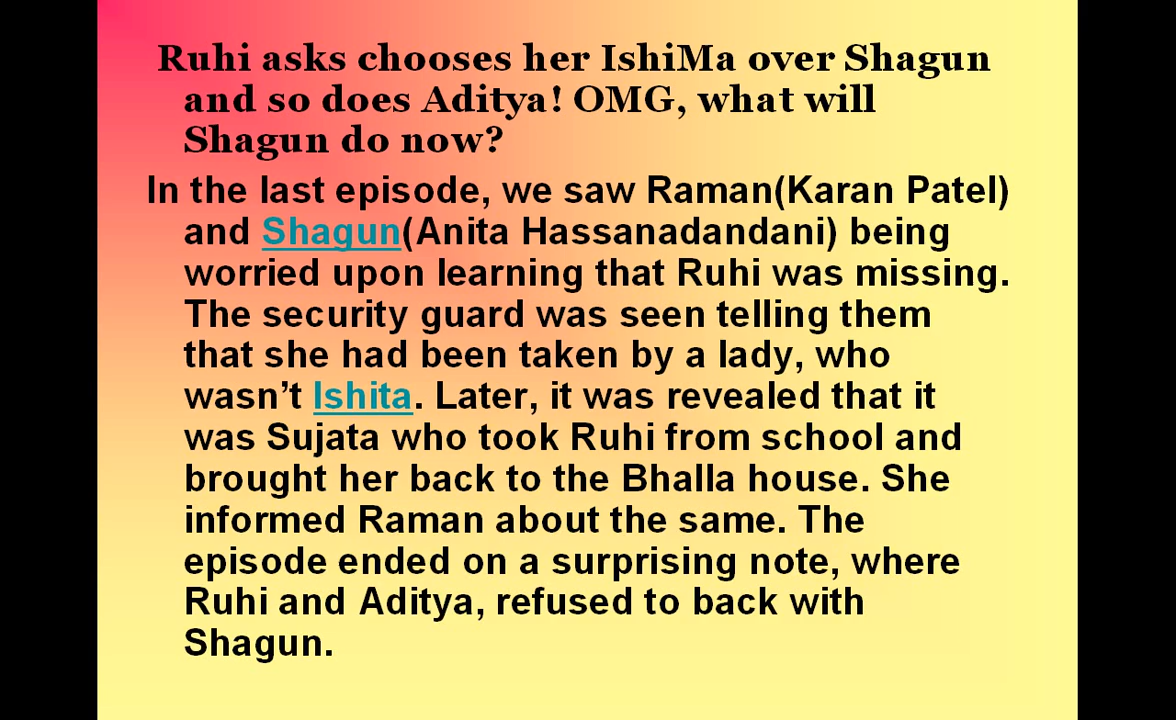 Ruhi asks chooses her IshiMa over Shagun
and so does Aditya! OMG, what will
Shagun do now?
In the last episode, we saw Raman(Karan Patel)
and Shagun(Anita Hassanadandani) being
worried upon learning that Ruhi was missing.
The security guard was seen telling them
that she had been taken by a lady, who
wasn’t Ishita. Later, it was revealed that it
was Sujata who took Ruhi from school and
brought her back to the Bhalla house. She
informed Raman about the same. The
episode ended on a surprising note, where
Ruhi and Aditya, refused to back with
Shagun.